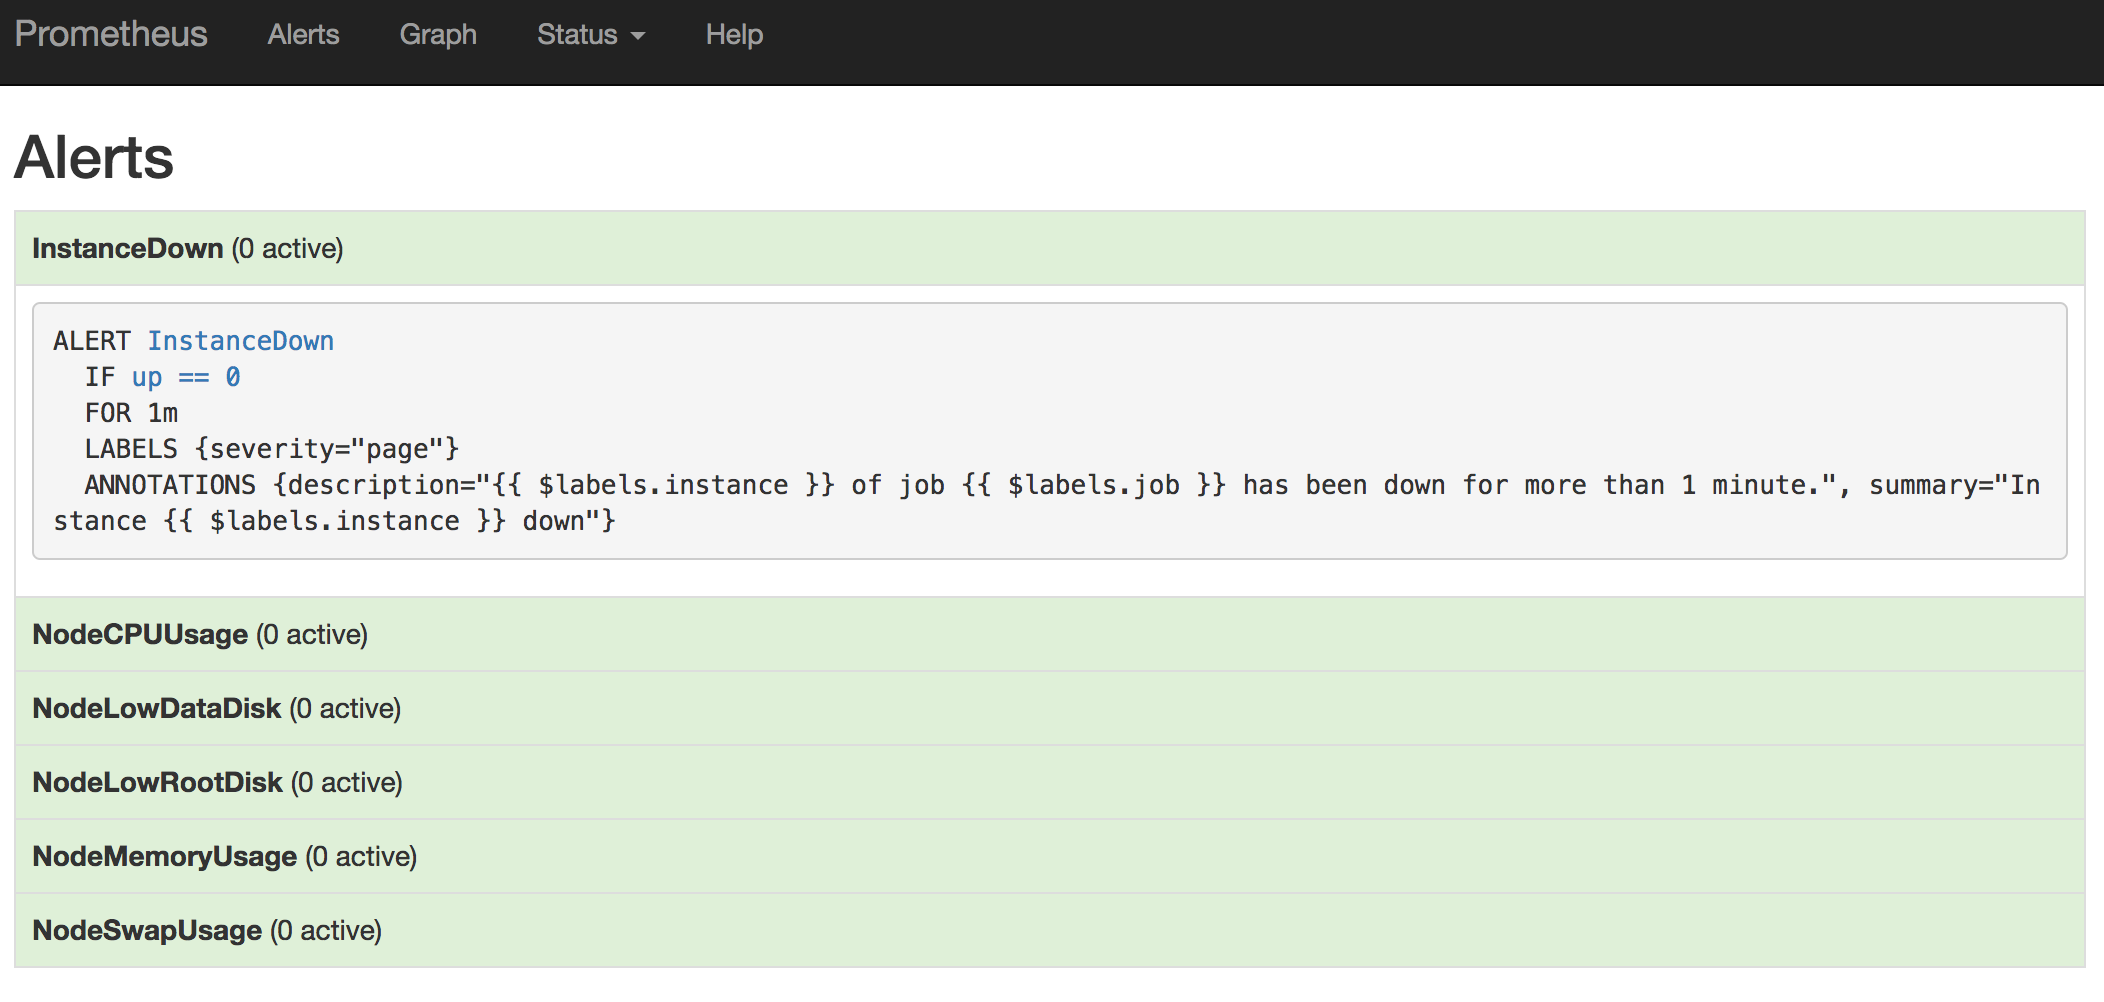 Prometheus Alerts Graph Status Help
Alerts
InstanceDown (0 active)
ALERT InstanceDown
  IF up == 0
  FOR 1m
  LABELS {severity="page"}
  ANNOTATIONS {description="{{ $labels.instance }} of job {{ $labels.job }} has been down for more than 1 minute.", summary="In
stance {{ $labels.instance }} down"}
NodeCPUUsage (0 active)
NodeLowDataDisk (0 active)
NodeLowRootDisk (0 active)
NodeMemoryUsage (0 active)
NodeSwapUsage (0 active)